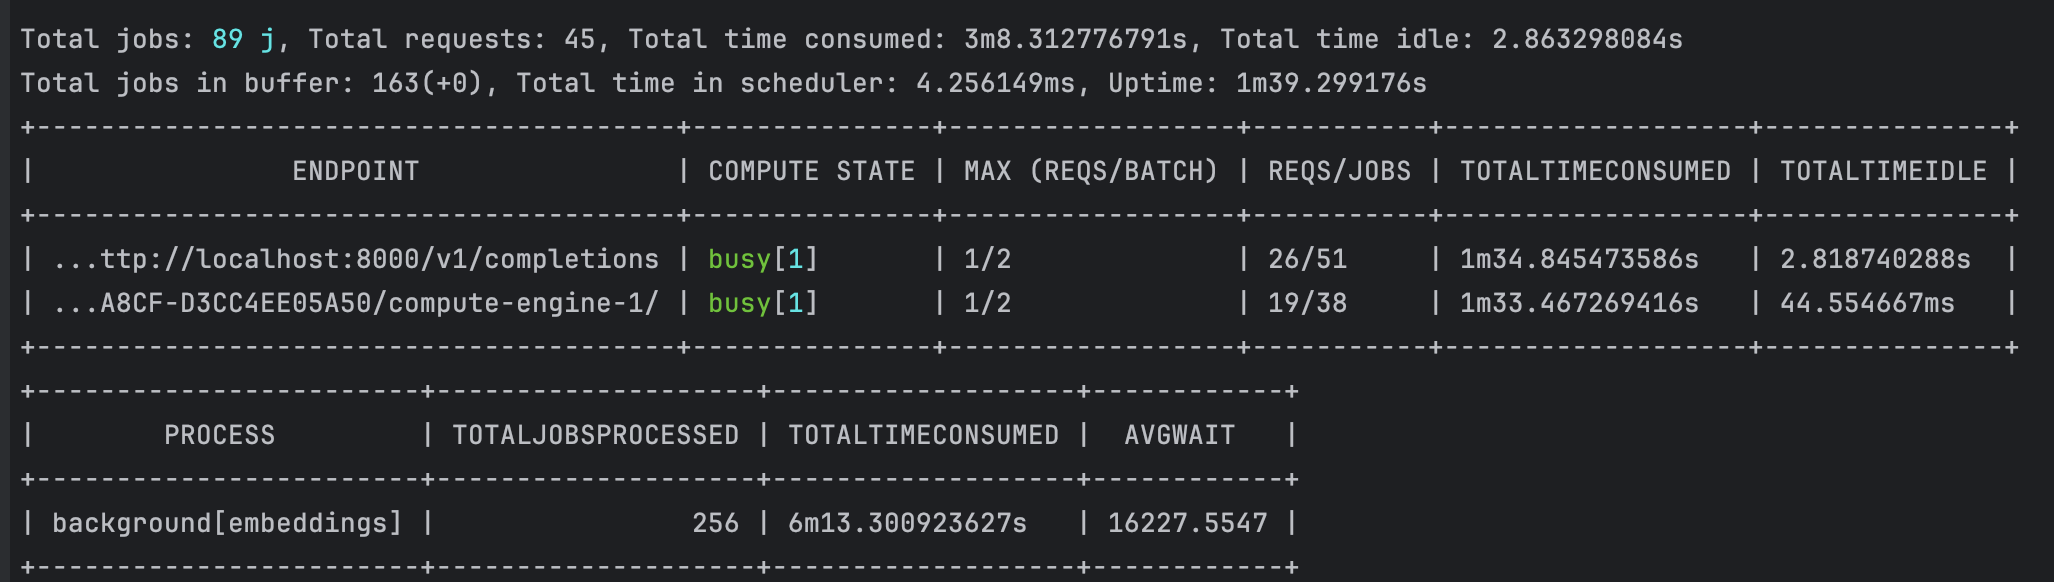 Total jobs: 89 j, Total requests: 45, Total time consumed: 3m8.312776791s, Total time idle: 2.863298084s
Total jobs in buffer: 163(+0), Total time in scheduler: 4.256149ms, Uptime: 1m39.299176s
+----------------------------------------+---------------+------------------+-----------+-------------------+---------------+
|                ENDPOINT                | COMPUTE STATE | MAX (REQS/BATCH) | REQS/JOBS | TOTALTIMECONSUMED | TOTALTIMEIDLE |
+----------------------------------------+---------------+------------------+-----------+-------------------+---------------+
| ...ttp://localhost:8000/v1/completions | busy[1]       | 1/2              | 26/51     | 1m34.845473586s   | 2.818740288s  |
| ...A8CF-D3CC4EE05A50/compute-engine-1/ | busy[1]       | 1/2              | 19/38     | 1m33.467269416s   | 44.554667ms   |
+----------------------------------------+---------------+------------------+-----------+-------------------+---------------+
+------------------------+--------------------+-------------------+------------+
|        PROCESS         | TOTALJOBSPROCESSED | TOTALTIMECONSUMED |  AVGWAIT   |
+------------------------+--------------------+-------------------+------------+
| background[embeddings] |                256 | 6m13.300923627s   | 16227.5547 |
+------------------------+--------------------+-------------------+------------+